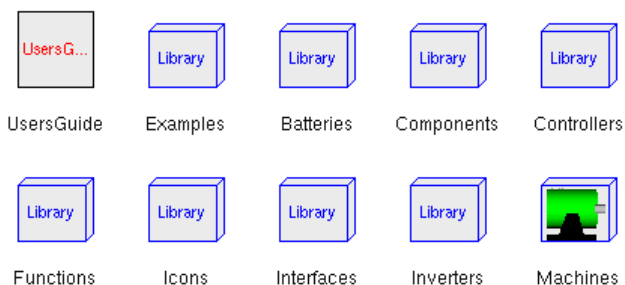 UsersG...
Library Library Library Library
UsersGuide Examples Batteries Components Controllers
Library Library Library Library
Functions Icons Interfaces Inverters Machines